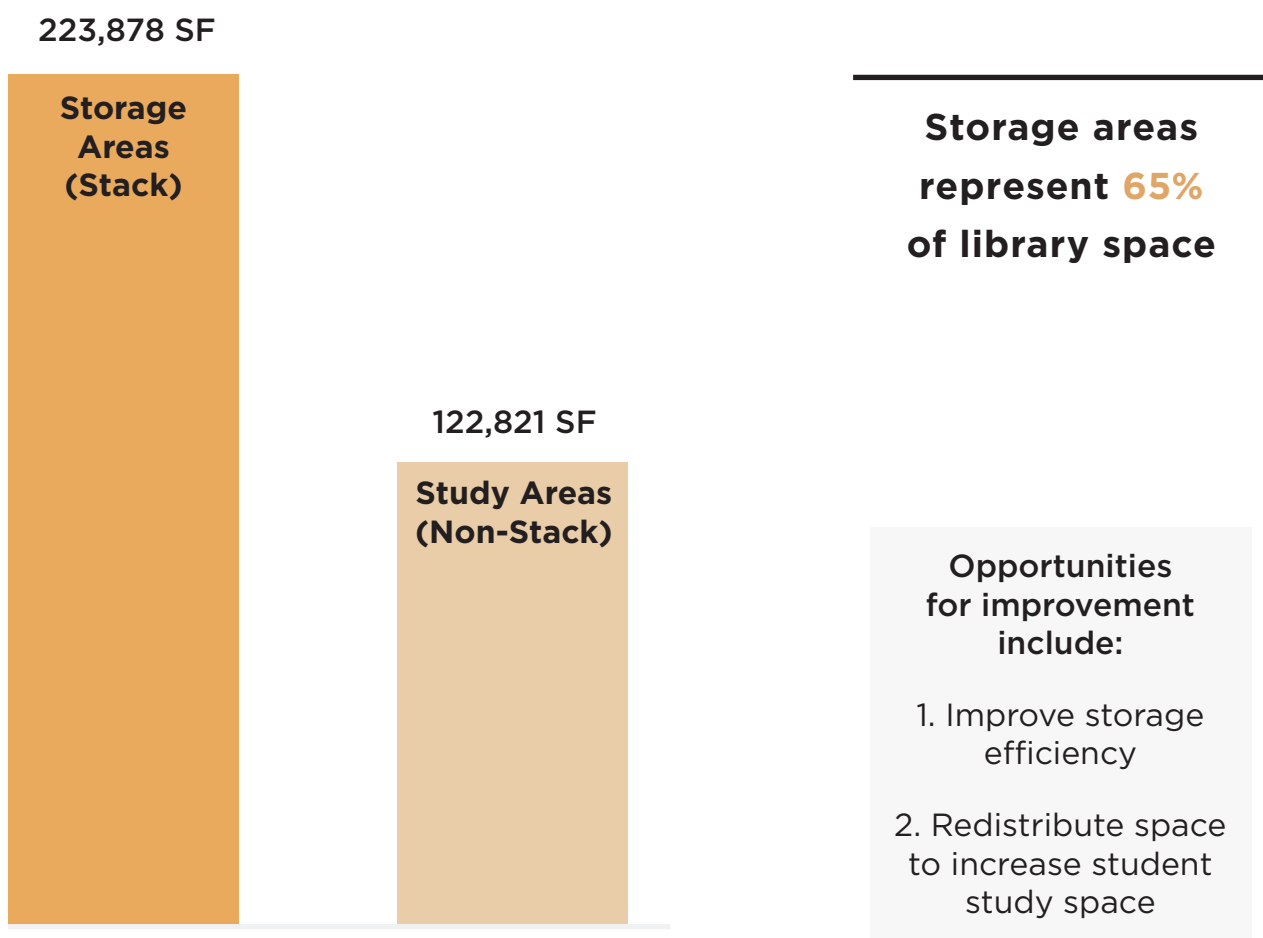 223,878 SF
Storage
Areas
(Stack)
122,821 SF
Study Areas
(Non-Stack)
Storage areas
represent 65%
of library space
Opportunities
for improvement
include:
1. Improve storage
efficiency
2. Redistribute space
to increase student
study space